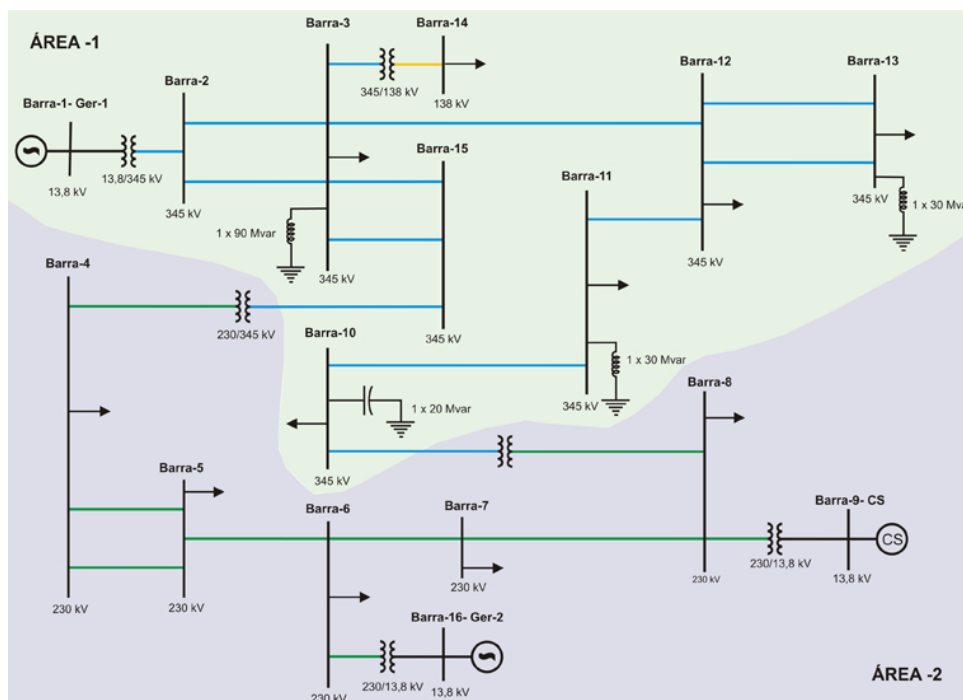 ÁREA -1
Barra-3
Barra-14
Barra-12
Barra-13
Barra-2
345/138 kV
138 kV
Barra-1- Ger-1
13,8/345 kV
13,8 kV
Barra-15
Barra-11
345 kV
1 x 90 Mvar
345 kV
345 kV
1 x 30 Mvar
345 kV
Barra-4
230/345 kV
345 kV
Barra-10
1 x 30 Mvar
345 kV
Barra-8
1 x 20 Mvar
345 kV
Barra-5
Barra-6
Barra-7
Barra-9- CS
CS
230/13,8 kV
13,8 kV
230 kV
230 kV
230 kV
230 kV
Barra-16- Ger-2
230/13,8 kV
13,8 kV
230 kV
ÁREA -2